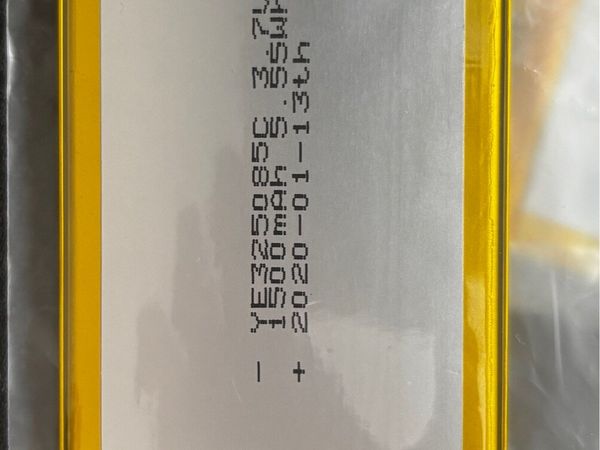 - YE325085C 3.7V
1500mAh 5.55WH
+ 2020-01-13th